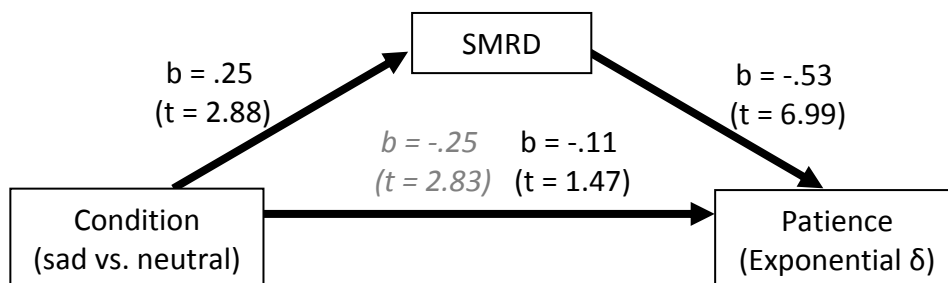 SMRD
b = .25
(t = 2.88)
b = -.53
(t = 6.99)
b = -.25 b = -.11
(t = 2.83) (t = 1.47)
Condition
(sad vs. neutral)
Patience
(Exponential δ)